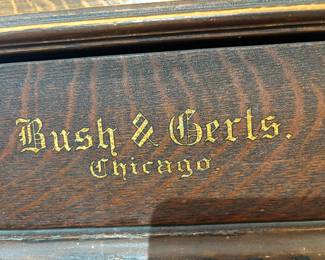 Bush & Gerts.
Chicago.